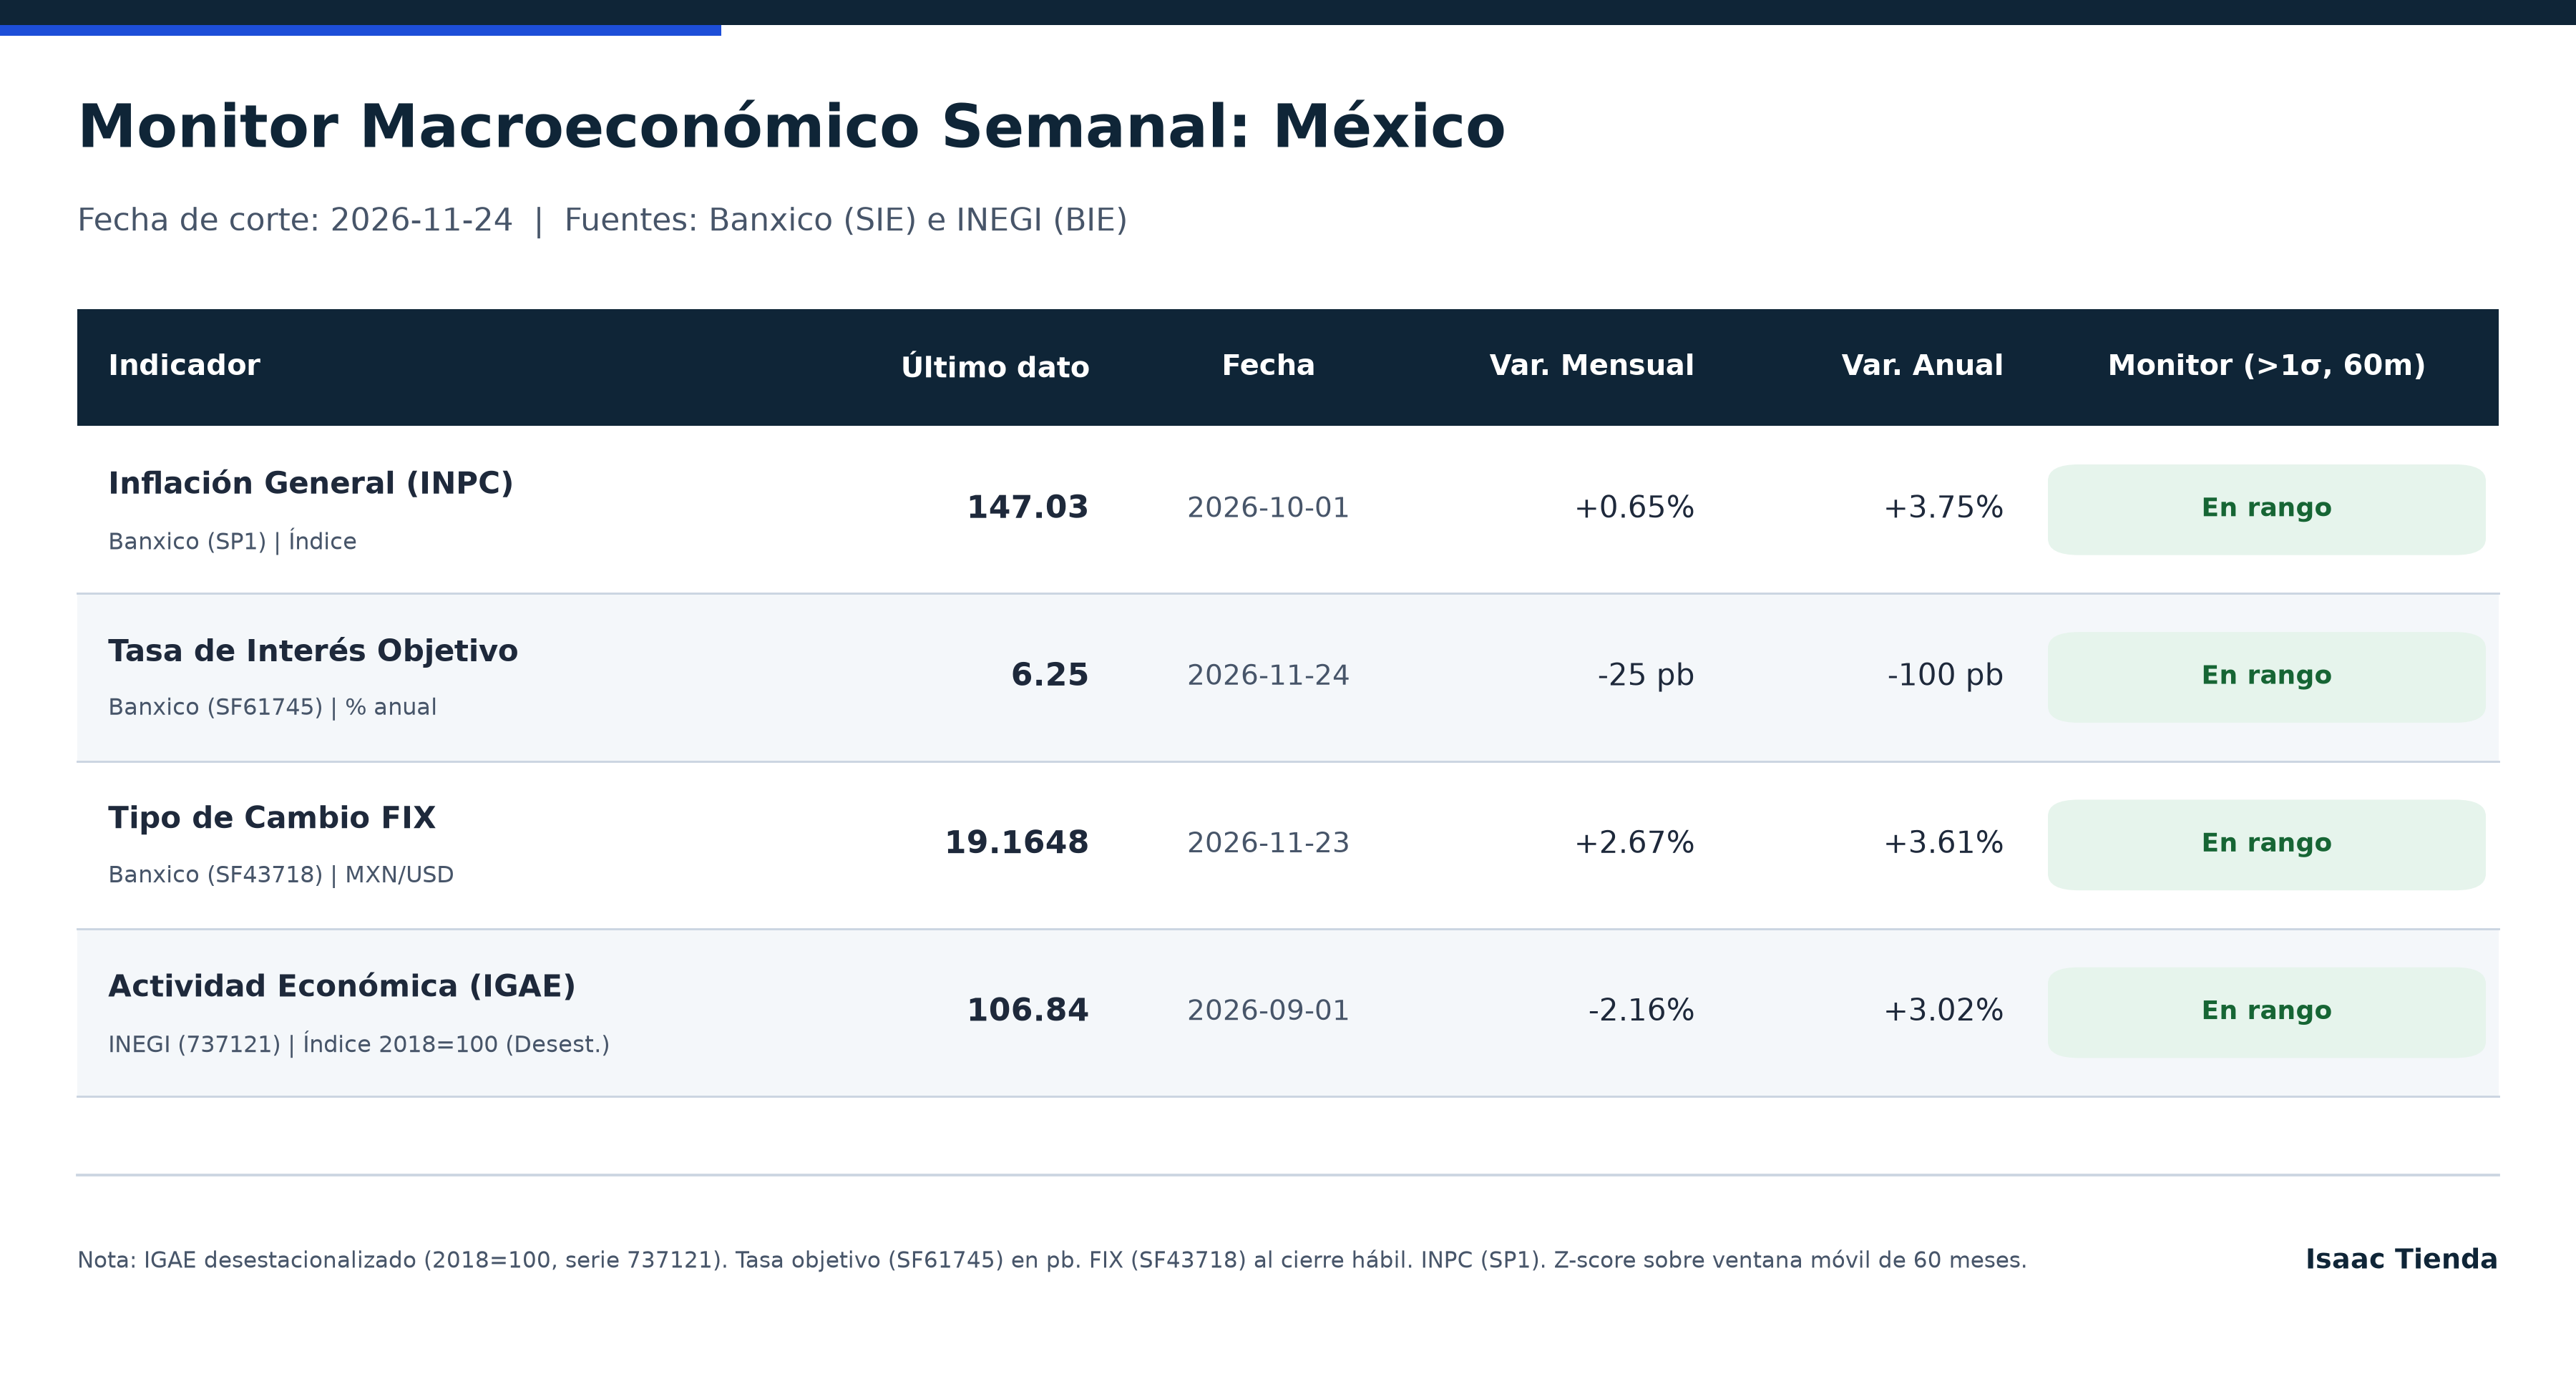 Monitor Macroeconómico Semanal: México
Fecha de corte: 2026-11-24 | Fuentes: Banxico (SIE) e INEGI (BIE)
Indicador Último dato Fecha Var. Mensual Var. Anual Monitor (>1σ, 60m)
Inflación General (INPC)
Banxico (SP1) | Índice
147.03 2026-10-01 +0.65% +3.75% En rango
Tasa de Interés Objetivo
Banxico (SF61745) | % anual
6.25 2026-11-24 -25 pb -100 pb En rango
Tipo de Cambio FIX
Banxico (SF43718) | MXN/USD
19.1648 2026-11-23 +2.67% +3.61% En rango
Actividad Económica (IGAE)
INEGI (737121) | Índice 2018=100 (Desest.)
106.84 2026-09-01 -2.16% +3.02% En rango
Nota: IGAE desestacionalizado (2018=100, serie 737121). Tasa objetivo (SF61745) en pb. FIX (SF43718) al cierre hábil. INPC (SP1). Z-score sobre ventana móvil de 60 meses.
Isaac Tienda